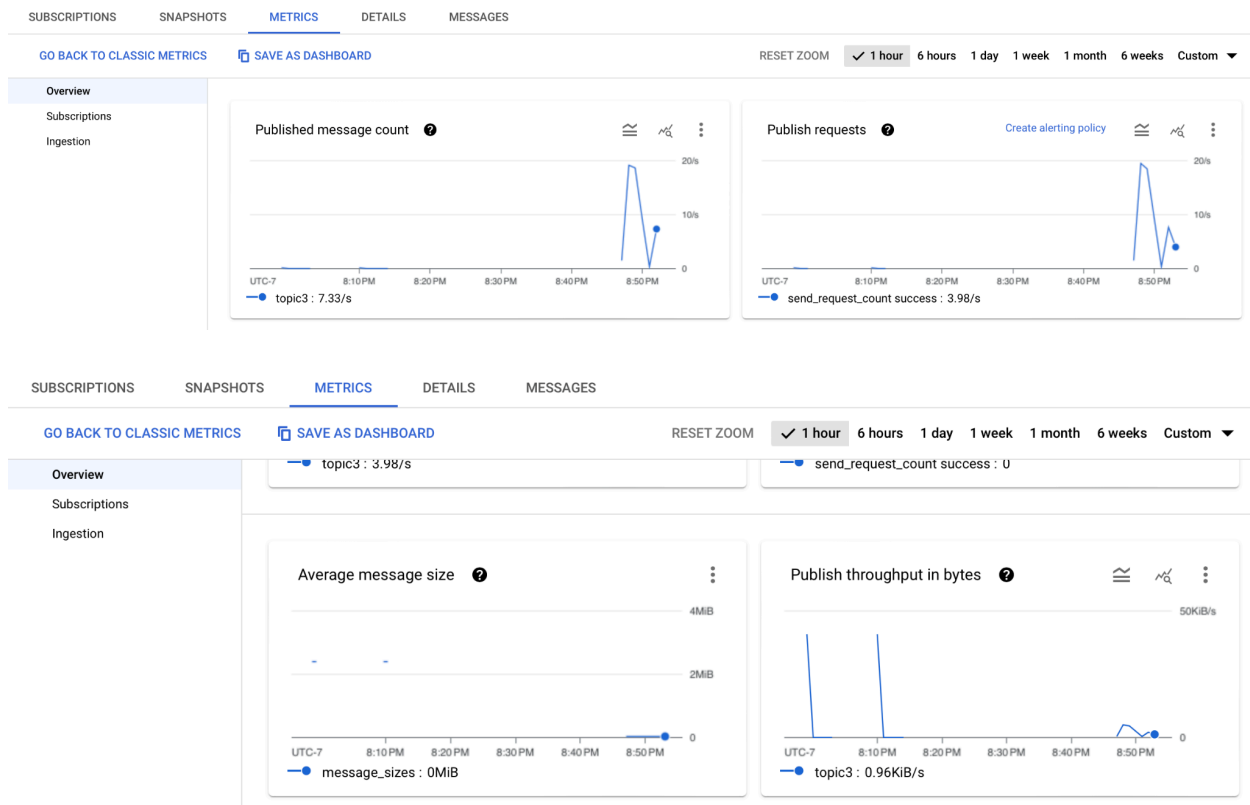 SUBSCRIPTIONS SNAPSHOTS METRICS DETAILS MESSAGES
GO BACK TO CLASSIC METRICS SAVE AS DASHBOARD RESET ZOOM 1 hour 6 hours 1 day 1 week 1 month 6 weeks Custom
Overview
Subscriptions
Ingestion
Published message count ?
20/s
10/s
0
UTC-7 8:10 PM 8:20 PM 8:30 PM 8:40 PM 8:50 PM
topic3 : 7.33/s
Publish requests ? Create alerting policy
20/s
10/s
0
UTC-7 8:10 PM 8:20 PM 8:30 PM 8:40 PM 8:50 PM
send_request_count success : 3.98/s
SUBSCRIPTIONS SNAPSHOTS METRICS DETAILS MESSAGES
GO BACK TO CLASSIC METRICS SAVE AS DASHBOARD RESET ZOOM 1 hour 6 hours 1 day 1 week 1 month 6 weeks Custom
Overview
Subscriptions
Ingestion
topic3 : 3.98/s
send_request_count success : 0
Average message size ?
4MiB
2MiB
0
UTC-7 8:10 PM 8:20 PM 8:30 PM 8:40 PM 8:50 PM
message_sizes : 0MiB
Publish throughput in bytes ?
50KiB/s
0
UTC-7 8:10 PM 8:20 PM 8:30 PM 8:40 PM 8:50 PM
topic3 : 0.96KiB/s